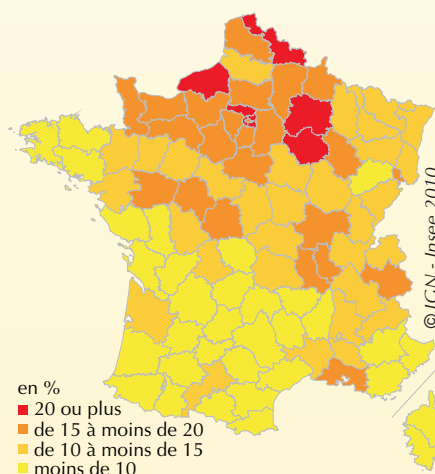 © IGN - Insee 2010
en %
20 ou plus
de 15 à moins de 20
de 10 à moins de 15
moins de 10